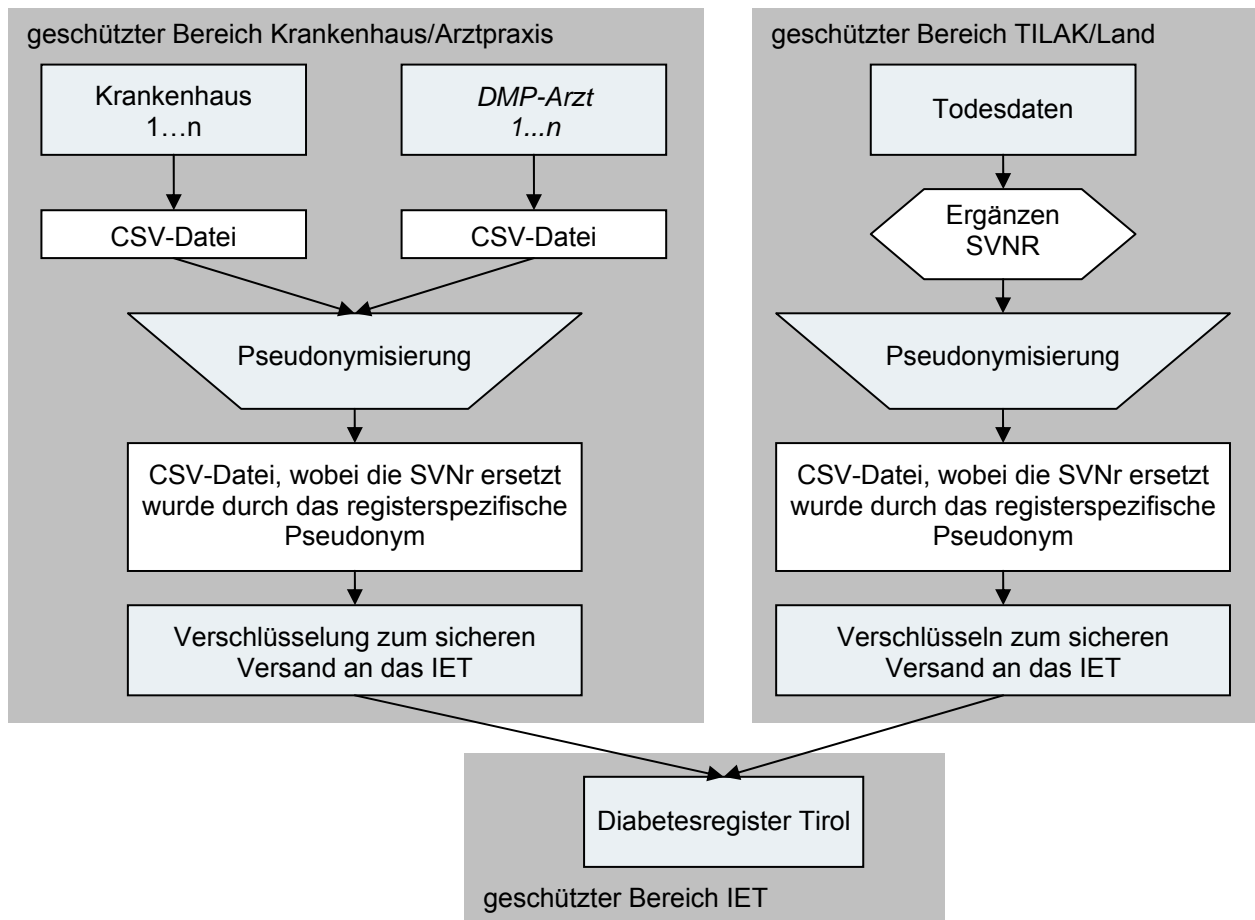 geschützter Bereich Krankenhaus/Arztpraxis
Krankenhaus
1…n
DMP-Arzt
1...n
CSV-Datei
CSV-Datei
Pseudonymisierung
CSV-Datei, wobei die SVNr ersetzt
wurde durch das registerspezifische
Pseudonym
Verschlüsselung zum sicheren
Versand an das IET
geschützter Bereich TILAK/Land
Todesdaten
Ergänzen
SVNR
Pseudonymisierung
CSV-Datei, wobei die SVNr ersetzt
wurde durch das registerspezifische
Pseudonym
Verschlüsseln zum sicheren
Versand an das IET
Diabetesregister Tirol
geschützter Bereich IET